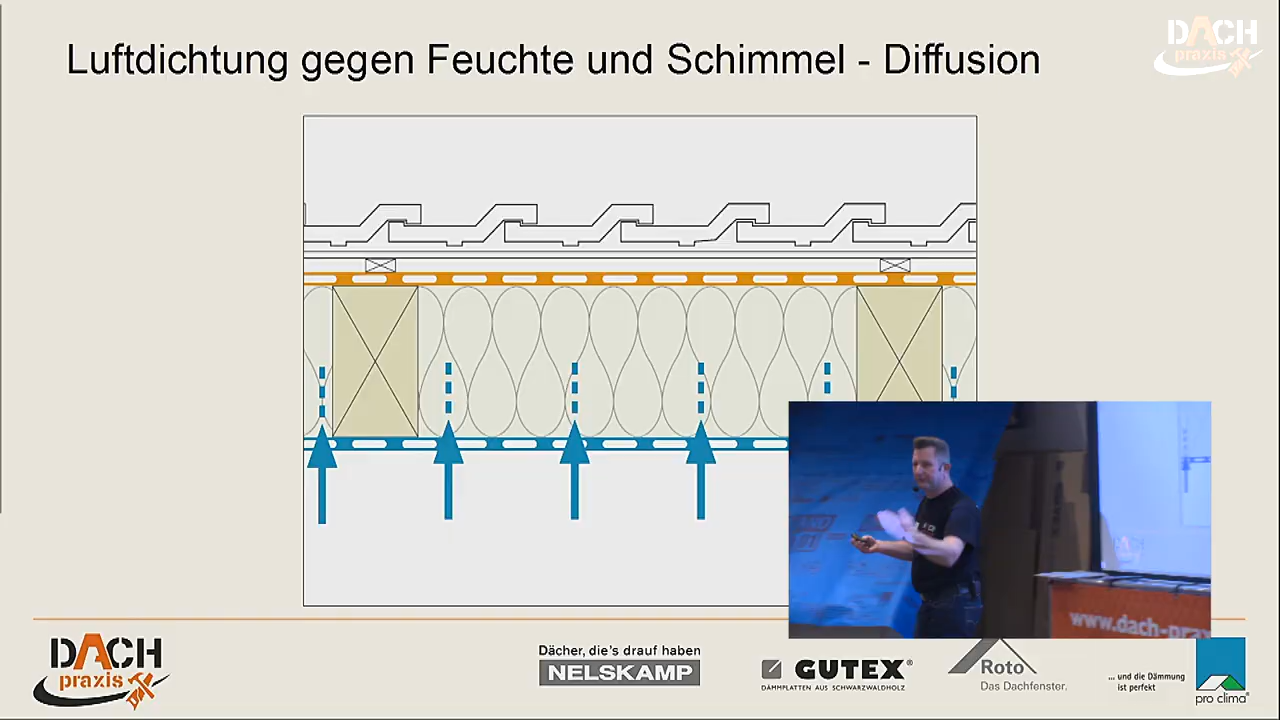 Luftdichtung gegen Feuchte und Schimmel - Diffusion
DACH
praxis
www.dach-pra
DACH
praxis
Dächer, die's drauf haben
NELSKAMP
GUTEX®
DÄMMPLATTEN AUS SCHWARZWALDHOLZ
Roto
Das Dachfenster.
... und die Dämmung
ist perfekt
pro clima®